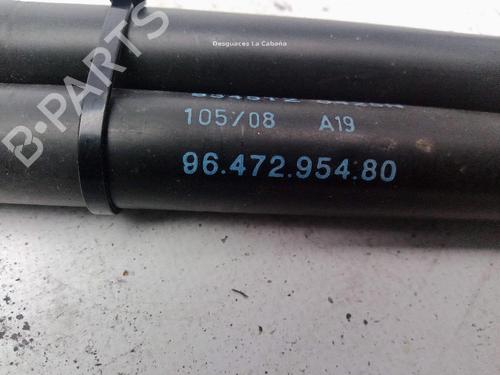 Desguaces La Cabaña
B-PARTS
105/08 A19
96.472.954.80